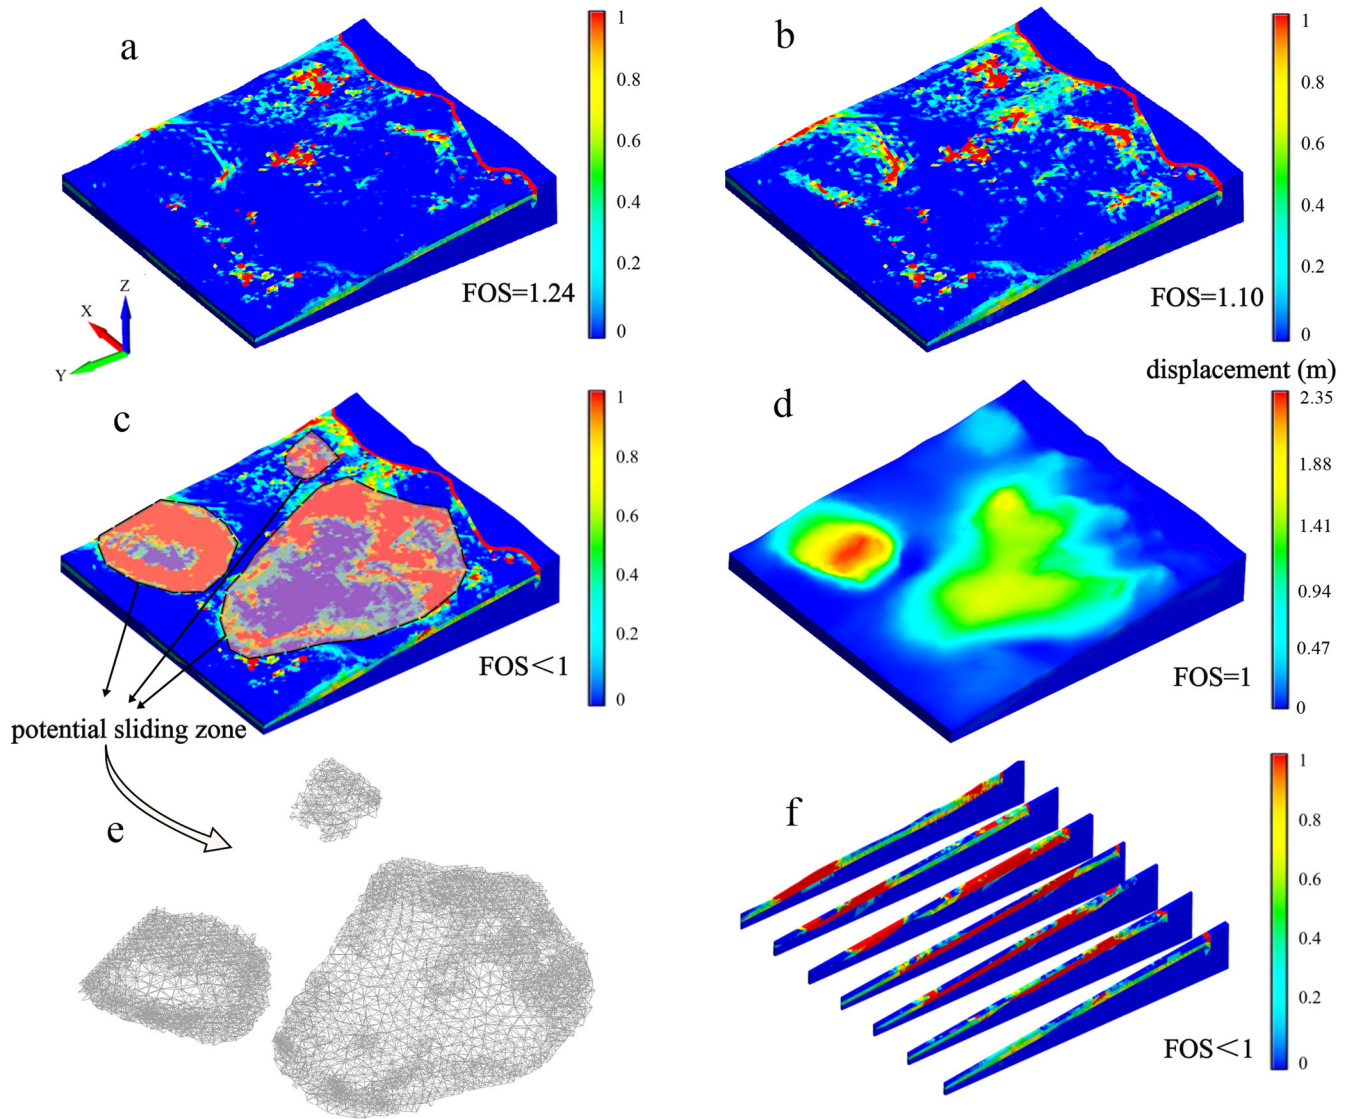 a
1
0.8
0.6
0.4
0.2
0
FOS=1.24
Z
X
Y
b
1
0.8
0.6
0.4
0.2
0
FOS=1.10
c
1
0.8
0.6
0.4
0.2
0
FOS<1
potential sliding zone
displacement (m)
d
2.35
1.88
1.41
0.94
0.47
0
FOS=1
e
f
1
0.8
0.6
0.4
0.2
0
FOS<1